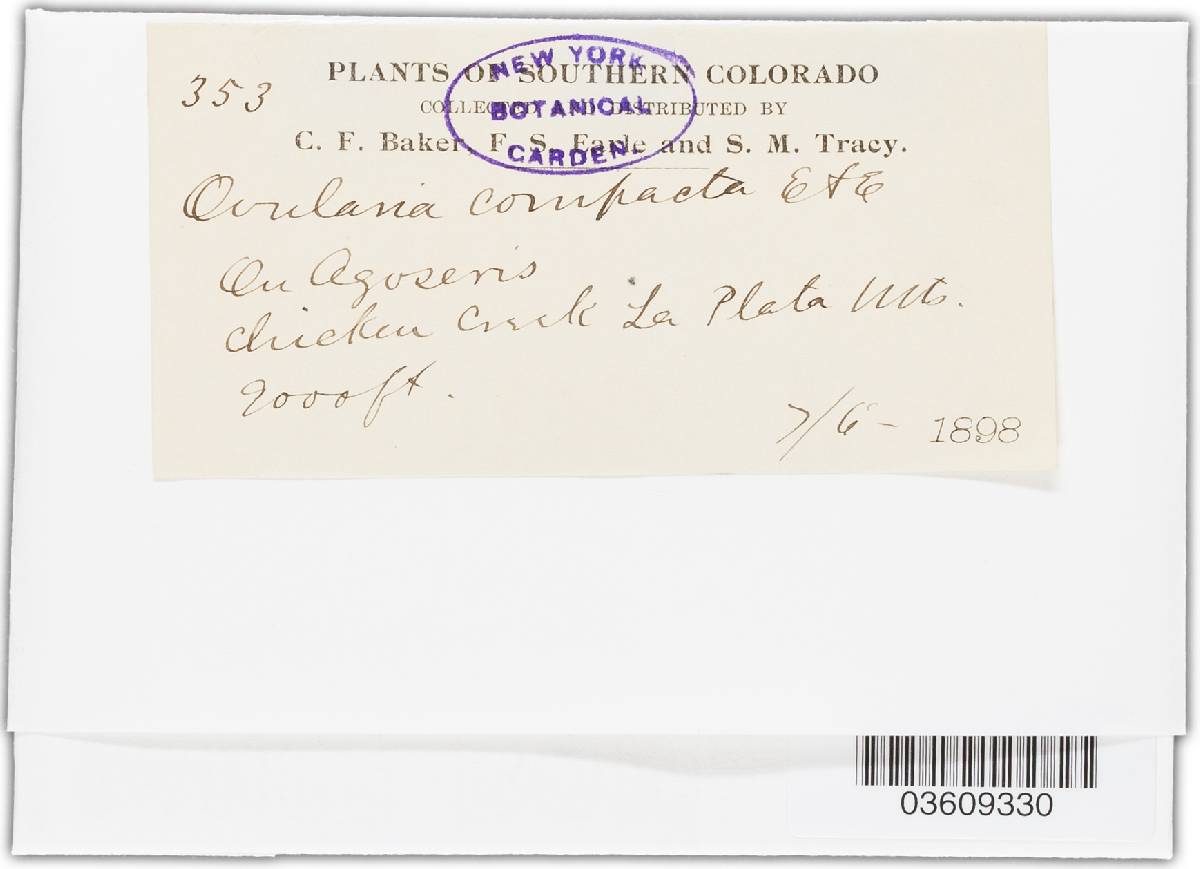 353
PLANTS OF SOUTHERN COLORADO
COLLECTED AND DISTRIBUTED BY
C. F. Baker, F. S. Earle and S. M. Tracy.
NEW YORK
BOTANICAL
GARDEN.
Ovularia compacta E & E
On Agoseris
Chicken Creek La Plata Mts.
9000 ft.
7/6 - 1898
03609330